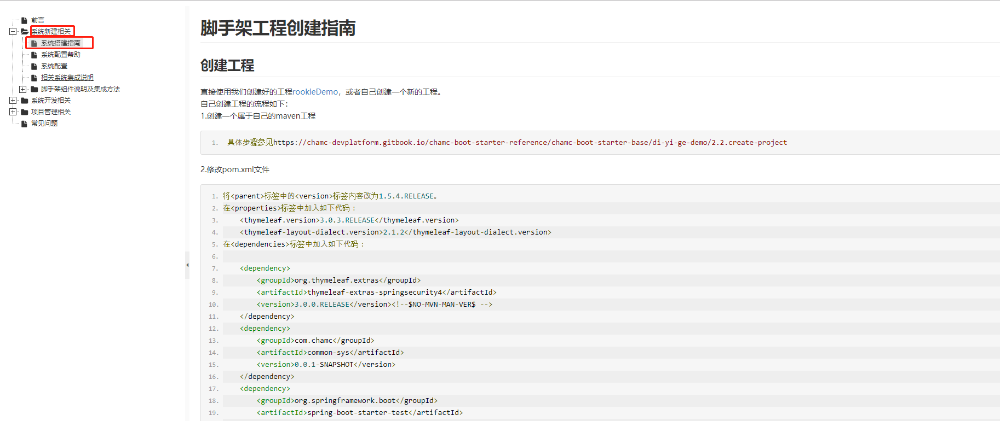 前言
系统新建相关
系统搭建指南
系统配置帮助
系统配置
相关系统集成说明
脚手架组件说明及集成方法
系统开发相关
项目管理相关
常见问题
脚手架工程创建指南
创建工程
直接使用我们创建好的工程rookieDemo，或者自己创建一个新的工程。
自己创建工程的流程如下：
1.创建一个属于自己的maven工程
1. 具体步骤参见https://chamc-devplatform.gitbook.io/chamc-boot-starter-reference/chamc-boot-starter-base/di-yi-ge-demo/2.2.create-project
2.修改pom.xml文件
1. 将<parent>标签中的<version>标签内容改为1.5.4.RELEASE。
2. 在<properties>标签中加入如下代码：
3. <thymeleaf.version>3.0.3.RELEASE</thymeleaf.version>
4. <thymeleaf-layout-dialect.version>2.1.2</thymeleaf-layout-dialect.version>
5. 在<dependencies>标签中加入如下代码：
6.
7. <dependency>
8. <groupId>org.thymeleaf.extras</groupId>
9. <artifactId>thymeleaf-extras-springsecurity4</artifactId>
10. <version>3.0.0.RELEASE</version><!--$NO-MVN-MAN-VER$ -->
11. </dependency>
12. <dependency>
13. <groupId>com.chamc</groupId>
14. <artifactId>common-sys</artifactId>
15. <version>0.0.1-SNAPSHOT</version>
16. </dependency>
17. <dependency>
18. <groupId>org.springframework.boot</groupId>
19. <artifactId>spring-boot-starter-test</artifactId>